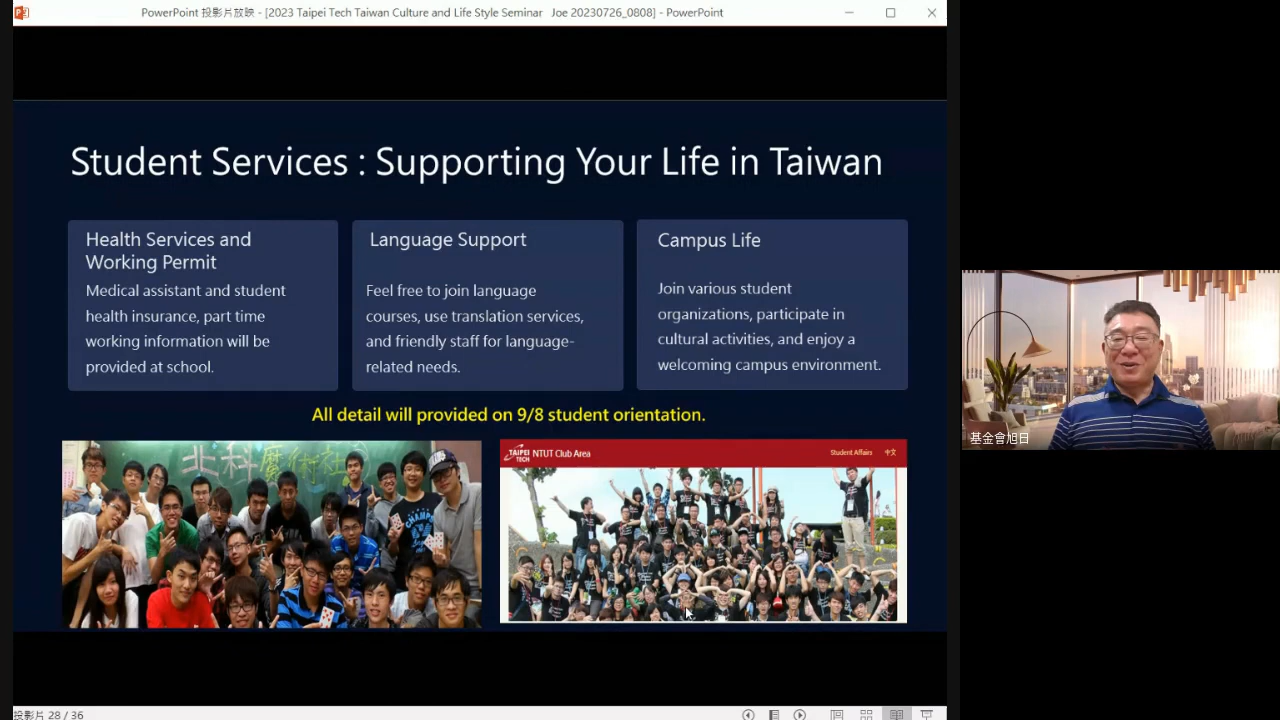 PowerPoint 投影片放映 - [2023 Taipei Tech Taiwan Culture and Life Style Seminar Joe 20230726_0808] - PowerPoint
Student Services : Supporting Your Life in Taiwan
Health Services and
Working Permit
Medical assistant and student
health insurance, part time
working information will be
provided at school.
Language Support
Feel free to join language
courses, use translation services,
and friendly staff for language-
related needs.
Campus Life
Join various student
organizations, participate in
cultural activities, and enjoy a
welcoming campus environment.
All detail will provided on 9/8 student orientation.
北科魔術社
TAIPEI
TECH
NTUT Club Area
Student Affairs
中文
基金會旭日
投影片 28 / 36